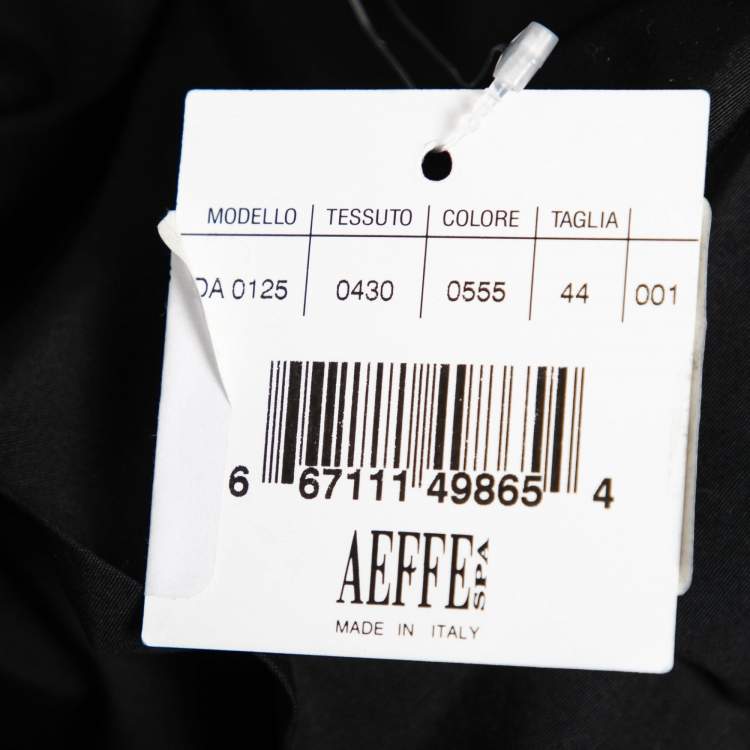 MODELLO TESSUTO COLORE TAGLIA
DA 0125 0430 0555 44 001
6 67111 49865 4
AEFFE SPA
MADE IN ITALY